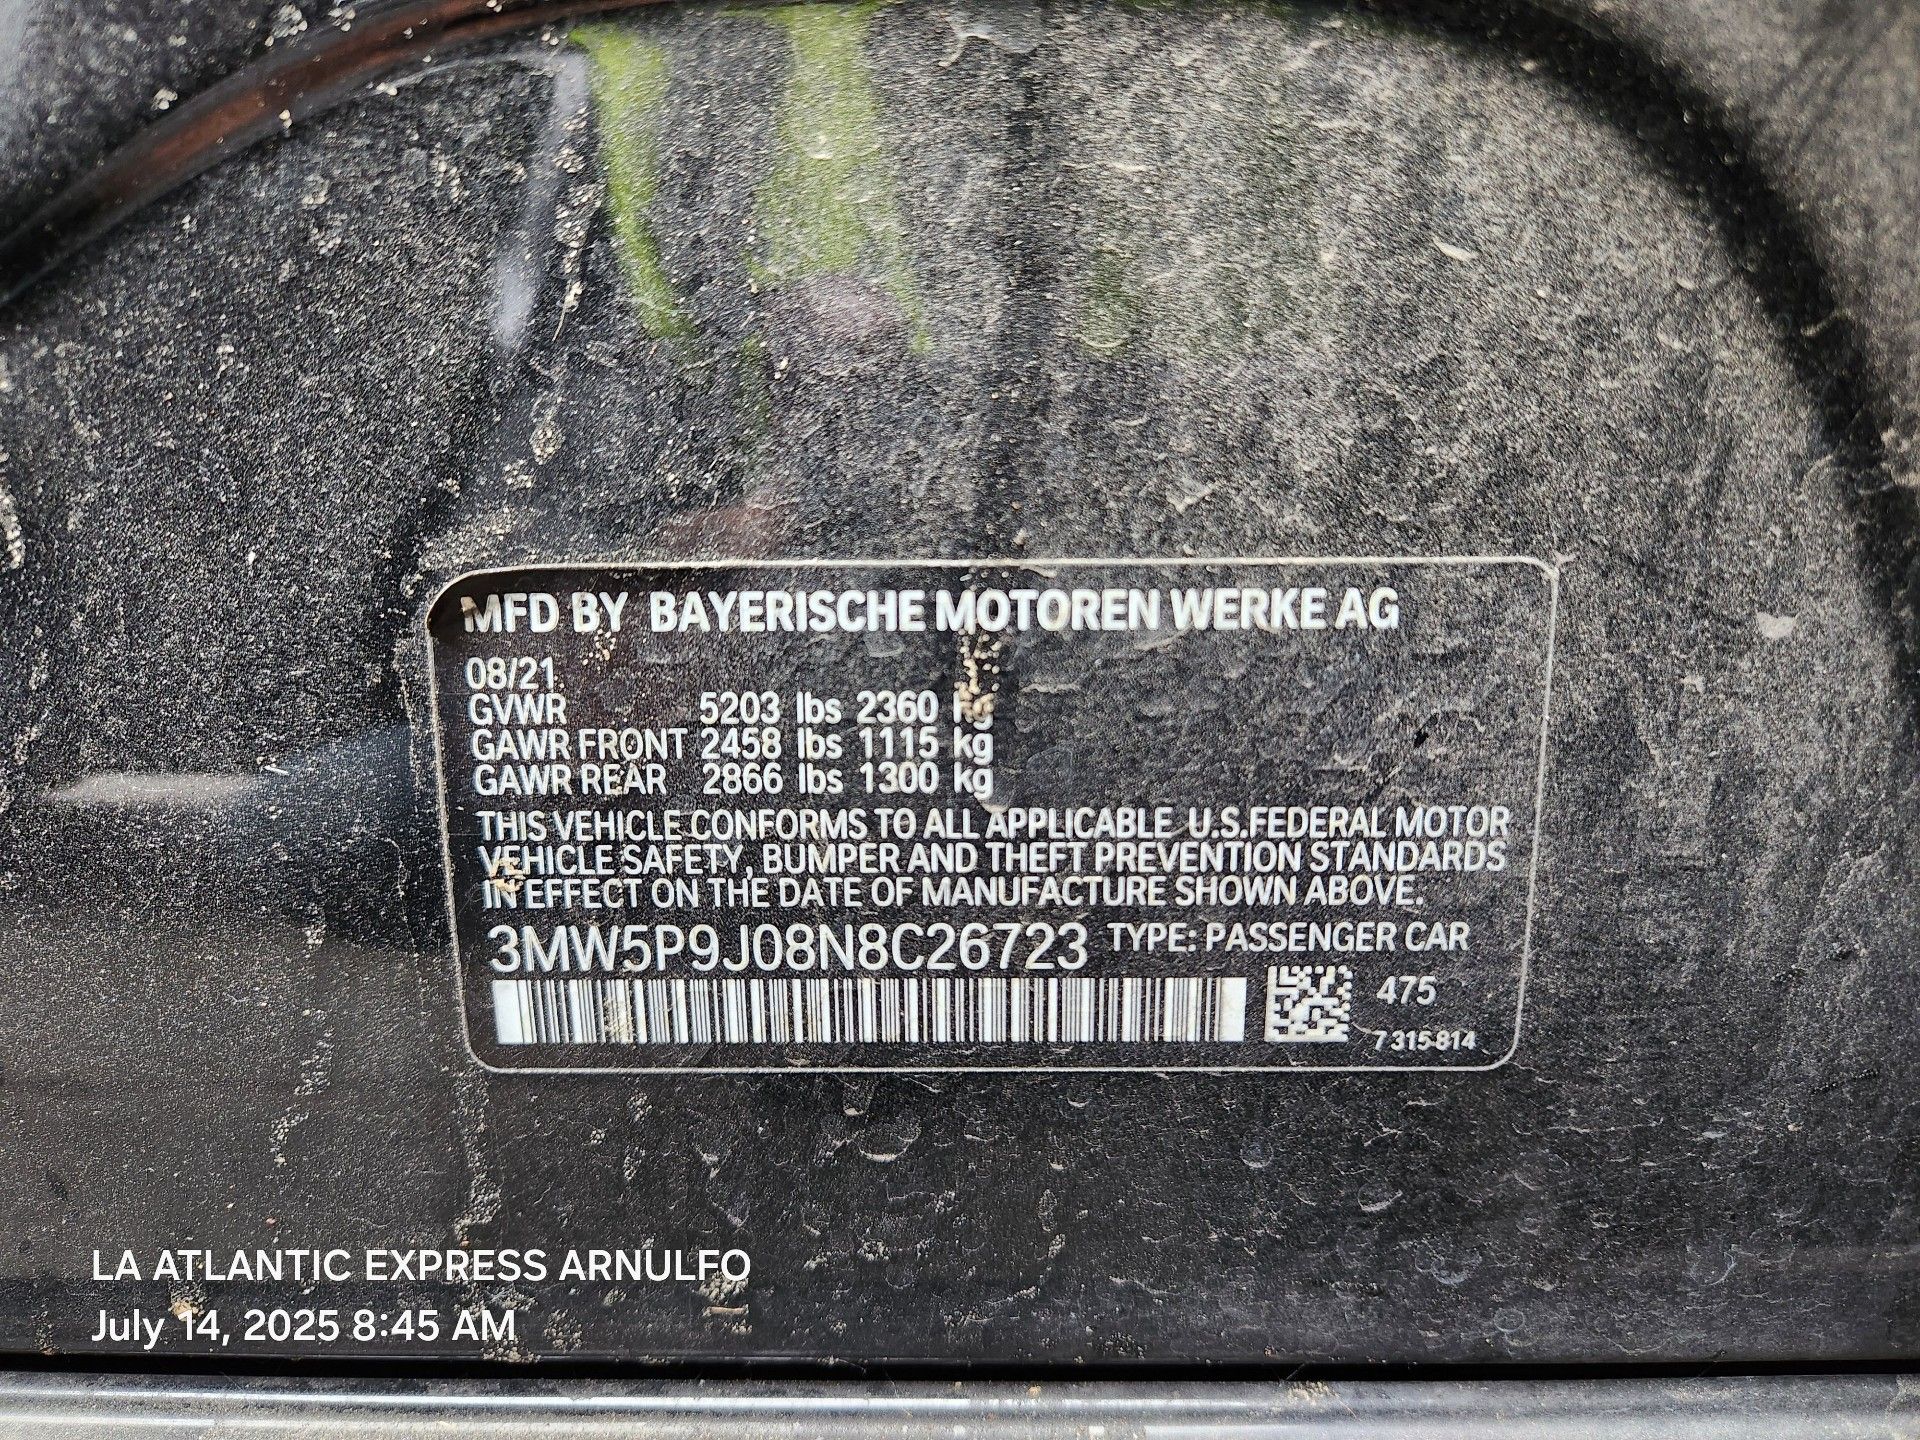 MFD BY BAYERISCHE MOTOREN WERKE AG
08/21
GVWR 5203 lbs 2360 kg
GAWR FRONT 2458 lbs 1115 kg
GAWR REAR 2866 lbs 1300 kg
THIS VEHICLE CONFORMS TO ALL APPLICABLE U.S.FEDERAL MOTOR
VEHICLE SAFETY, BUMPER AND THEFT PREVENTION STANDARDS
IN EFFECT ON THE DATE OF MANUFACTURE SHOWN ABOVE.
3MW5P9J08N8C26723 TYPE: PASSENGER CAR
475
7 315 814
LA ATLANTIC EXPRESS ARNULFO
July 14, 2025 8:45 AM